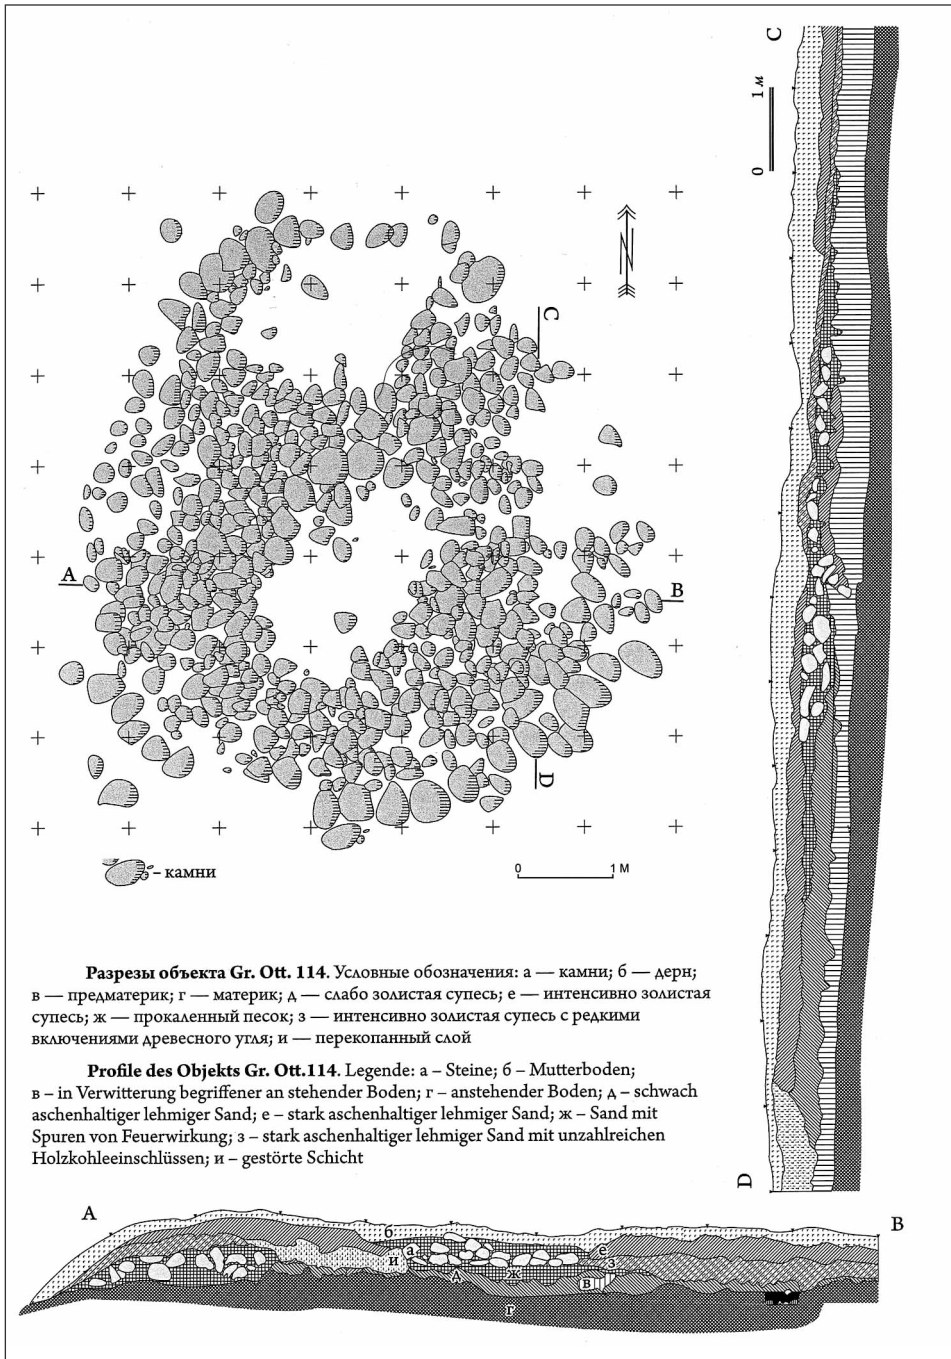 C
1 м
0
C
A
B
D
– камни
0 1 М
Разрезы объекта Gr. Ott. 114. Условные обозначения: а — камни; б — дерн;
в — предматерик; г — материк; д — слабо золистая супесь; е — интенсивно золистая
супесь; ж — прокаленный песок; з — интенсивно золистая супесь с редкими
включениями древесного угля; и — перекопанный слой
Profile des Objekts Gr. Ott.114. Legende: а – Steine; б – Mutterboden;
в – in Verwitterung begriffener an stehender Boden; г – anstehender Boden; д – schwach
aschenhaltiger lehmiger Sand; е – stark aschenhaltiger lehmiger Sand; ж – Sand mit
Spuren von Feuerwirkung; з – stark aschenhaltiger lehmiger Sand mit unzahlreichen
Holzkohleeinschlüssen; и – gestörte Schicht
D
A
B
б
а
и
е
з
д
ж
в
г